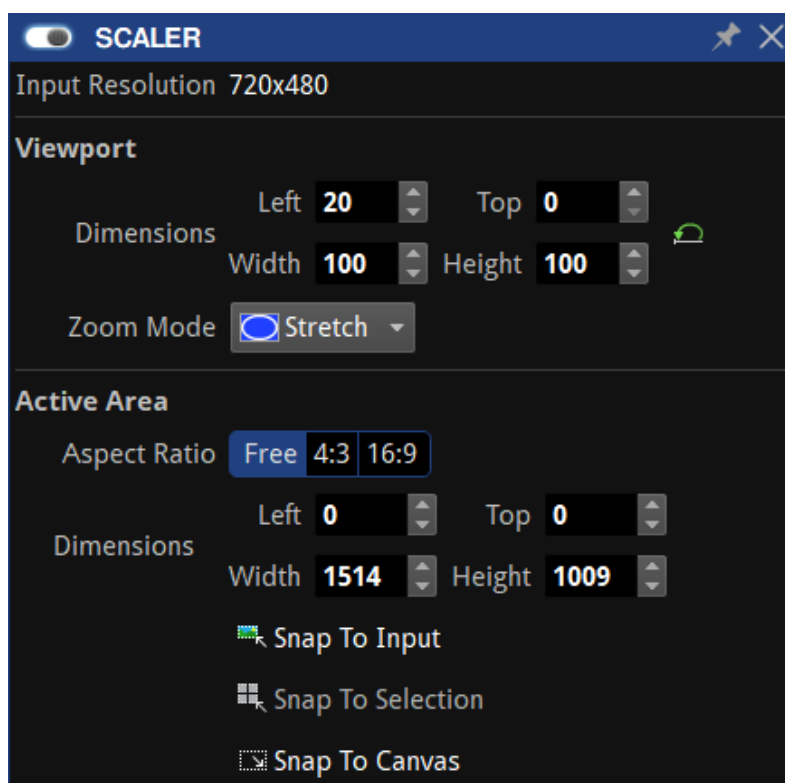 SCALER
Input Resolution 720x480
Viewport
Left 20 Top 0
Dimensions
Width 100 Height 100
Zoom Mode Stretch
Active Area
Aspect Ratio Free 4:3 16:9
Left 0 Top 0
Dimensions
Width 1514 Height 1009
Snap To Input
Snap To Selection
Snap To Canvas